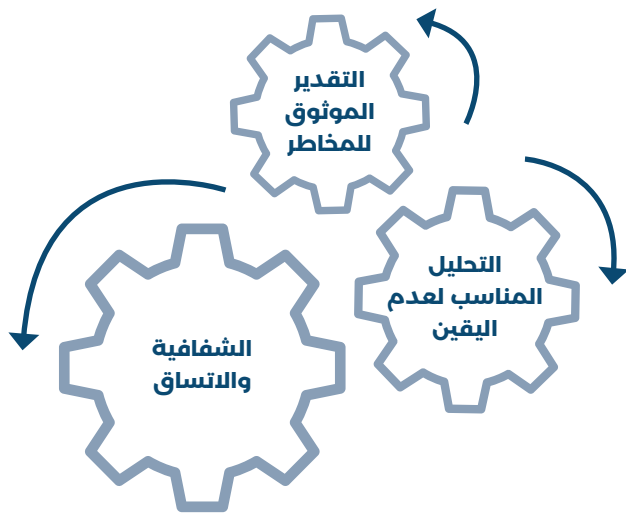 التقدير
الموثوق
للمخاطر
التحليل
المناسب لعدم
اليقين
الشفافية
والاتساق